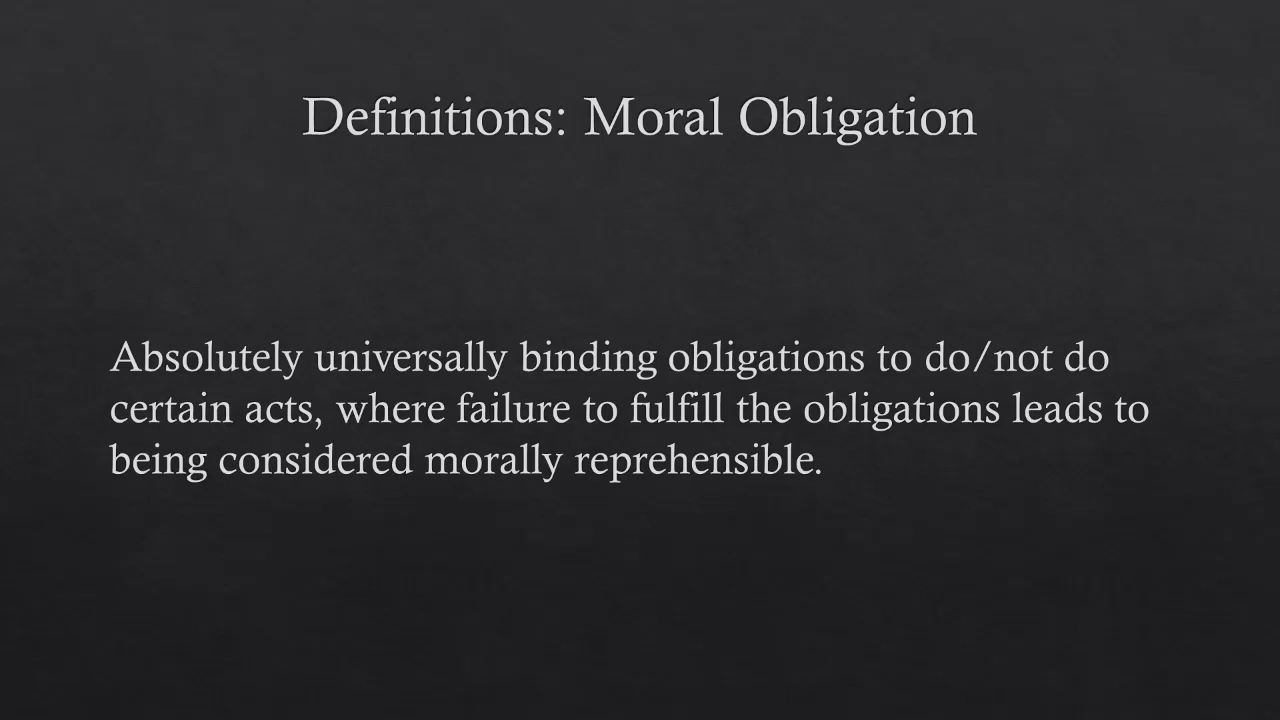 Definitions: Moral Obligation
Absolutely universally binding obligations to do/not do
certain acts, where failure to fulfill the obligations leads to
being considered morally reprehensible.